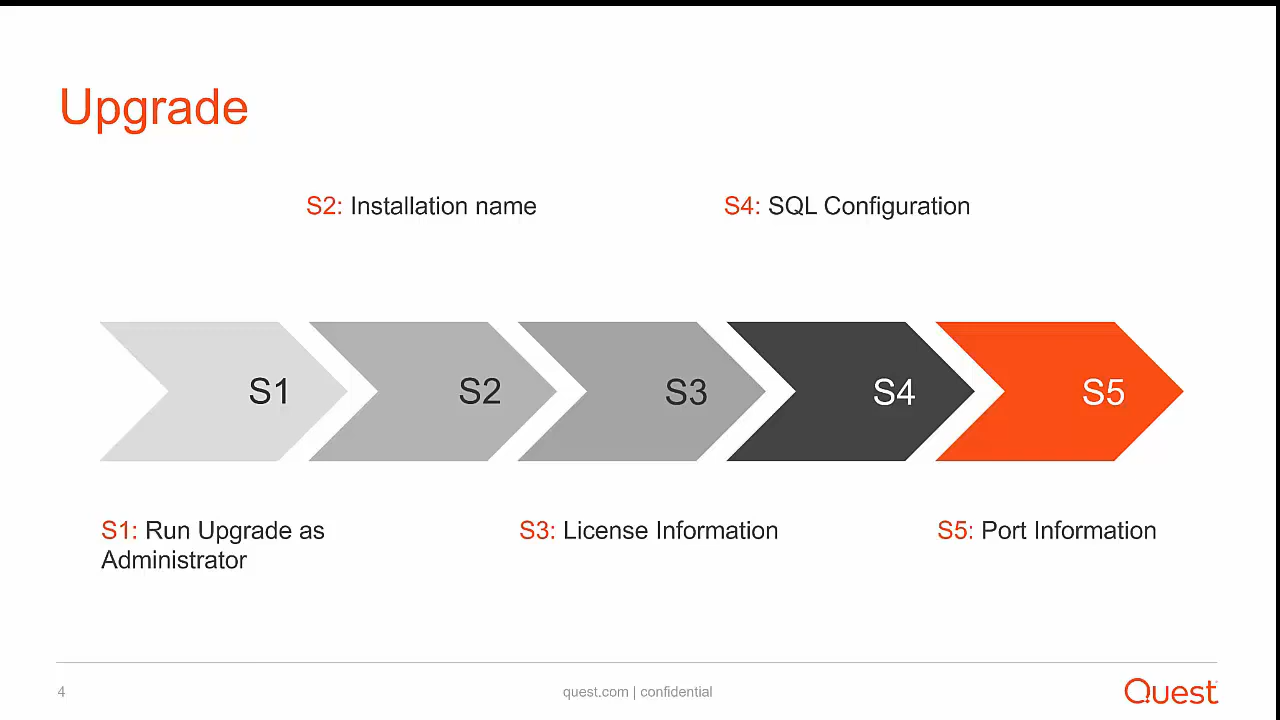 Upgrade
S2: Installation name
S4: SQL Configuration
S1
S2
S3
S4
S5
S1: Run Upgrade as
Administrator
S3: License Information
S5: Port Information
4
quest.com | confidential
Quest